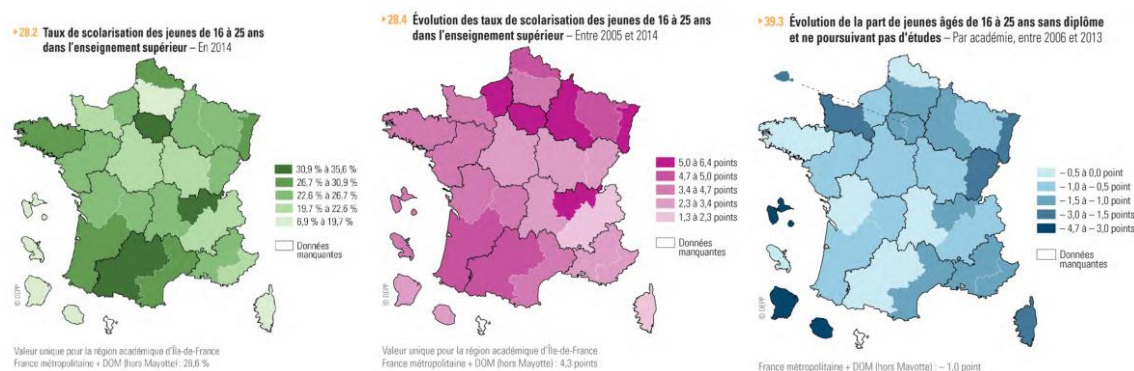 ▸28.2 Taux de scolarisation des jeunes de 16 à 25 ans
dans l'enseignement supérieur – En 2014
30,9 % à 35,6 %
26,7 % à 30,9 %
22,6 % à 26,7 %
19,7 % à 22,6 %
6,9 % à 19,7 %
Données
manquantes
© DEPP
Valeur unique pour la région académique d'Île-de-France
France métropolitaine + DOM (hors Mayotte) : 26,6 %
▸28.4 Évolution des taux de scolarisation des jeunes de 16 à 25 ans
dans l'enseignement supérieur – Entre 2005 et 2014
5,0 à 6,4 points
4,7 à 5,0 points
3,4 à 4,7 points
2,3 à 3,4 points
1,3 à 2,3 points
Données
manquantes
© DEPP
Valeur unique pour la région académique d'Île-de-France
France métropolitaine + DOM (hors Mayotte) : 4,3 points
▸39.3 Évolution de la part de jeunes âgés de 16 à 25 ans sans diplôme
et ne poursuivant pas d'études – Par académie, entre 2006 et 2013
– 0,5 à 0,0 point
– 1,0 à – 0,5 point
– 1,5 à – 1,0 point
– 3,0 à – 1,5 point
– 4,7 à – 3,0 point
Données
manquantes
© DEPP
France métropolitaine + DOM (hors Mayotte) : – 1,0 point